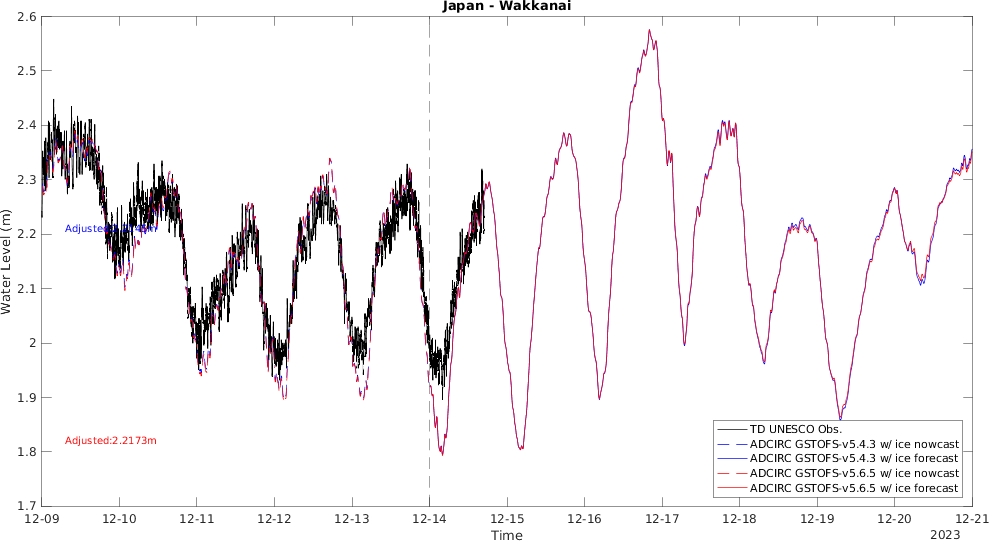 Japan - Wakkanai
2.6
2.5
2.4
2.3
2.2
2.1
2
1.9
1.8
1.7
Water Level (m)
Adjusted:2.2173m
TD UNESCO Obs.
ADCIRC GSTOFS-v5.4.3 w/ ice nowcast
ADCIRC GSTOFS-v5.4.3 w/ ice forecast
ADCIRC GSTOFS-v5.6.5 w/ ice nowcast
ADCIRC GSTOFS-v5.6.5 w/ ice forecast
12-09 12-10 12-11 12-12 12-13 12-14 12-15 12-16 12-17 12-18 12-19 12-20 12-21
Time
2023